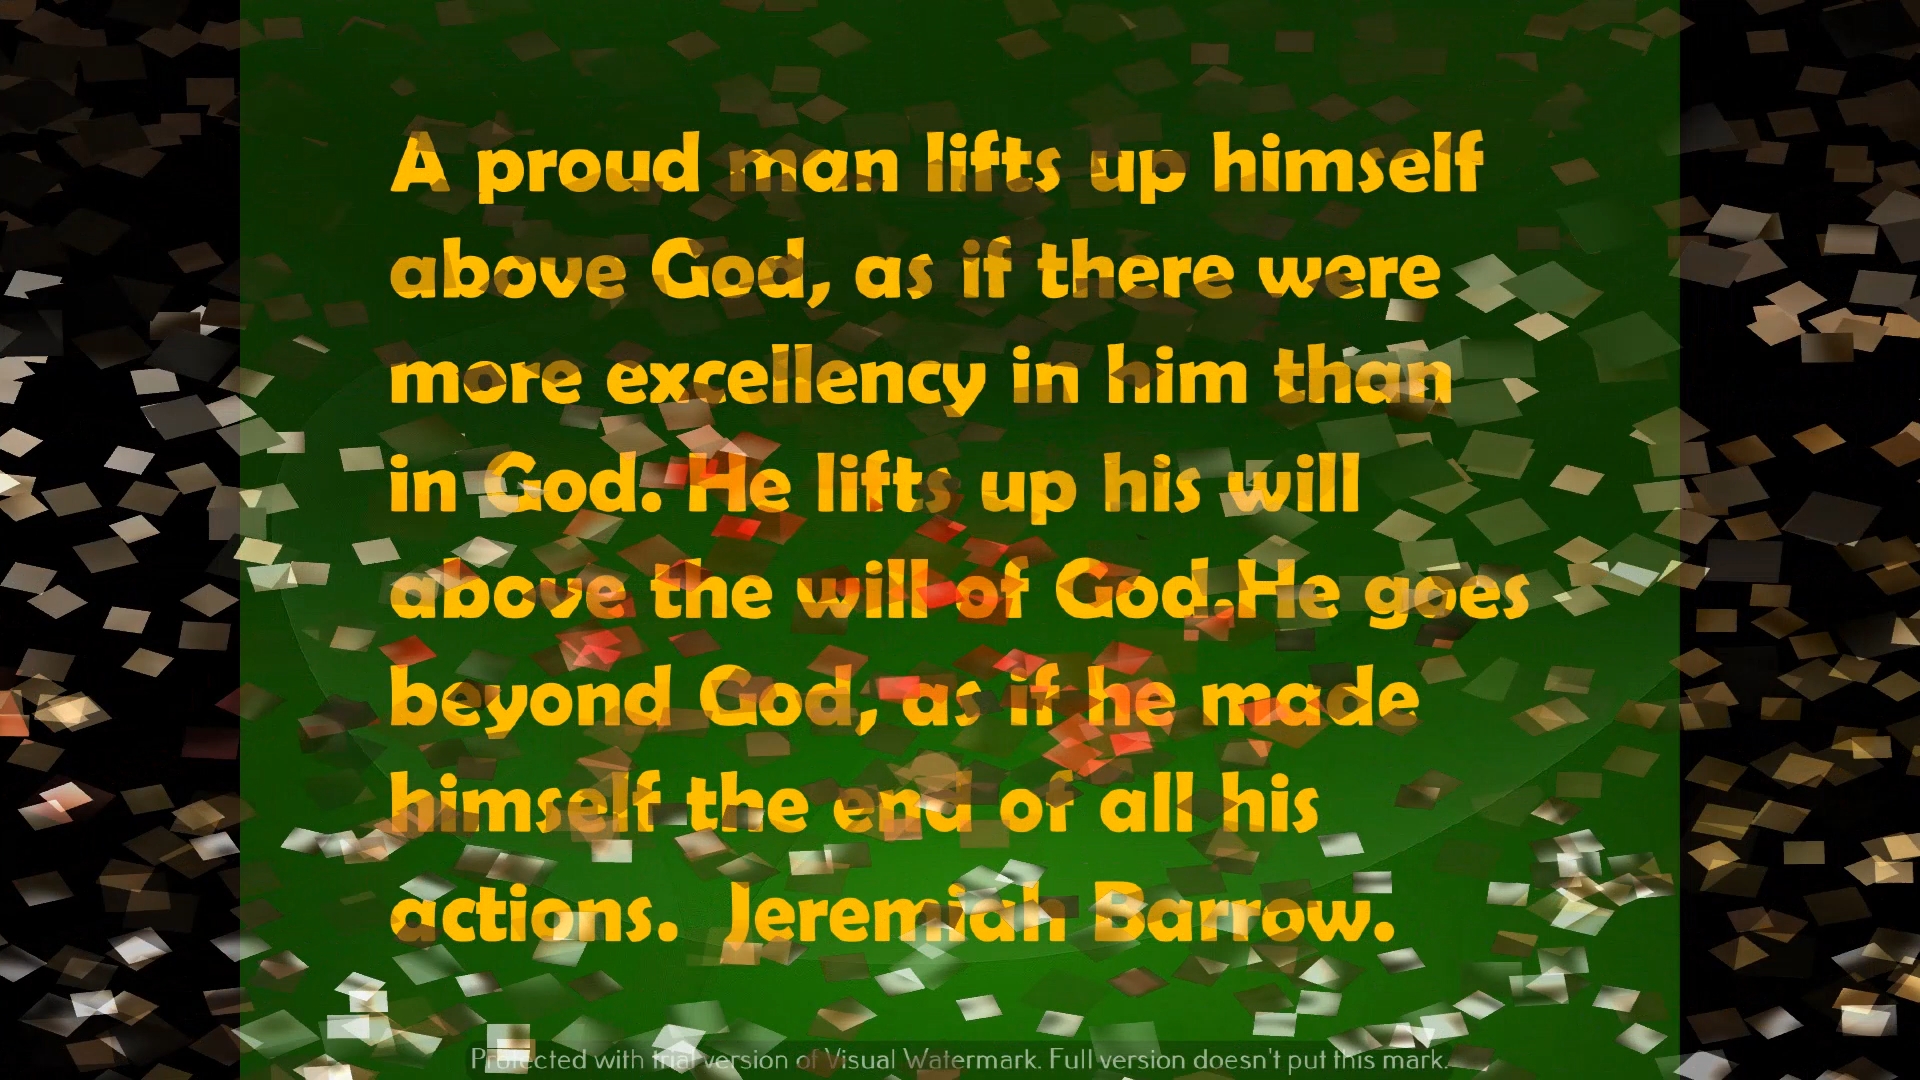 A proud man lifts up himself
above God, as if there were
more excellency in him than
in God. He lifts up his will
above the will of God.He goes
beyond God, as if he made
himself the end of all his
actions. Jeremiah Barrow.
Protected with trial version of Visual Watermark. Full version doesn't put this mark.